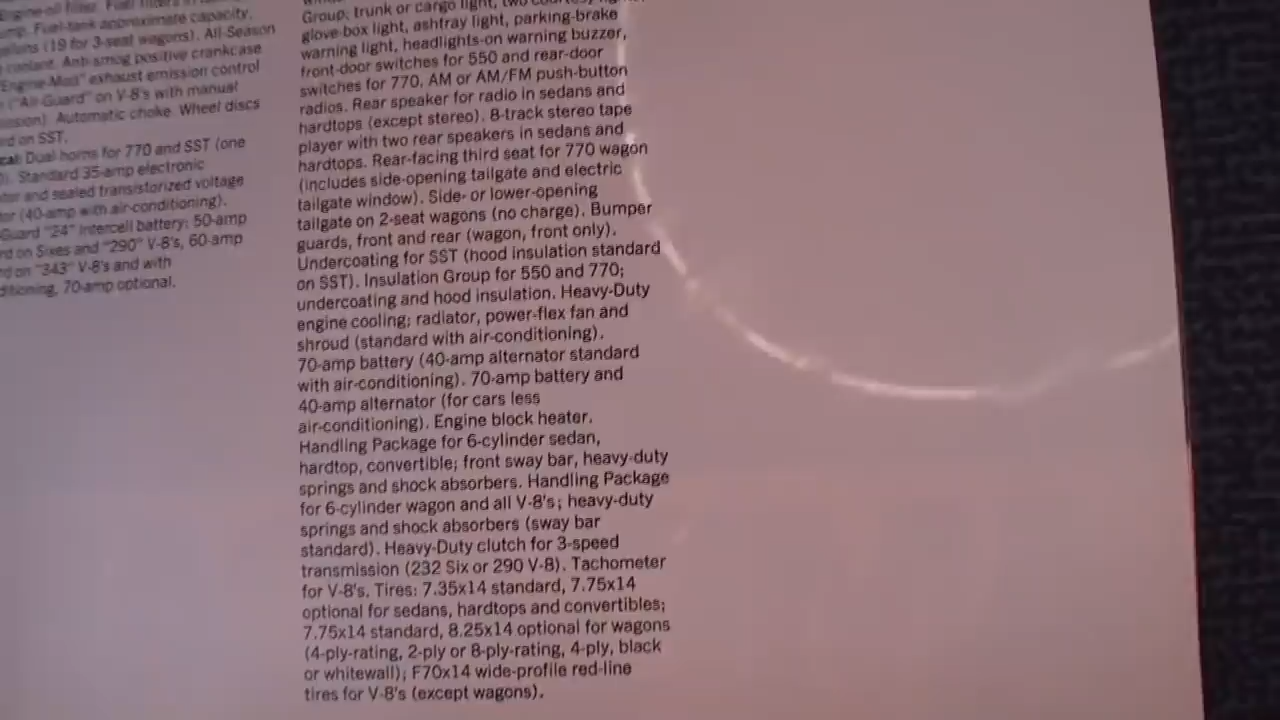 Engine-oil filter. Fuel filters in
Fuel-tank approximate capacity,
(19 for 3-seat wagons). All-Season
coolant. Anti-smog positive crankcase
"Engine-Mod" exhaust emission control
("Air-Guard" on V-8's with manual
Automatic choke. Wheel discs
on SST.
Dual horns for 770 and SST (one
Standard 35-amp electronic
and sealed transistorized voltage
(40-amp with air-conditioning).
Guard "24" Intercell battery: 50-amp
on Sixes and "290" V-8's, 60-amp
on "343" V-8's and with
70-amp optional.
Group: trunk or cargo light, two courtesy
glove box light, ashtray light, parking-brake
warning light, headlights-on warning buzzer,
front-door switches for 550 and rear-door
switches for 770. AM or AM/FM push-button
radios. Rear speaker for radio in sedans and
hardtops (except stereo). 8-track stereo tape
player with two rear speakers in sedans and
hardtops. Rear-facing third seat for 770 wagon
(includes side-opening tailgate and electric
tailgate window). Side- or lower-opening
tailgate on 2-seat wagons (no charge). Bumper
guards, front and rear (wagon, front only).
Undercoating for SST (hood insulation standard
on SST). Insulation Group for 550 and 770;
undercoating and hood insulation. Heavy-Duty
engine cooling; radiator, power-flex fan and
shroud (standard with air-conditioning).
70-amp battery (40-amp alternator standard
with air-conditioning). 70-amp battery and
40-amp alternator (for cars less
air-conditioning). Engine block heater.
Handling Package for 6-cylinder sedan,
hardtop, convertible; front sway bar, heavy-duty
springs and shock absorbers. Handling Package
for 6-cylinder wagon and all V-8's; heavy-duty
springs and shock absorbers (sway bar
standard). Heavy-Duty clutch for 3-speed
transmission (232 Six or 290 V-8). Tachometer
for V-8's. Tires: 7.35x14 standard, 7.75x14
optional for sedans, hardtops and convertibles;
7.75x14 standard, 8.25x14 optional for wagons
(4-ply-rating, 2-ply or 8-ply-rating, 4-ply, black
or whitewall); F70x14 wide-profile red-line
tires for V-8's (except wagons).